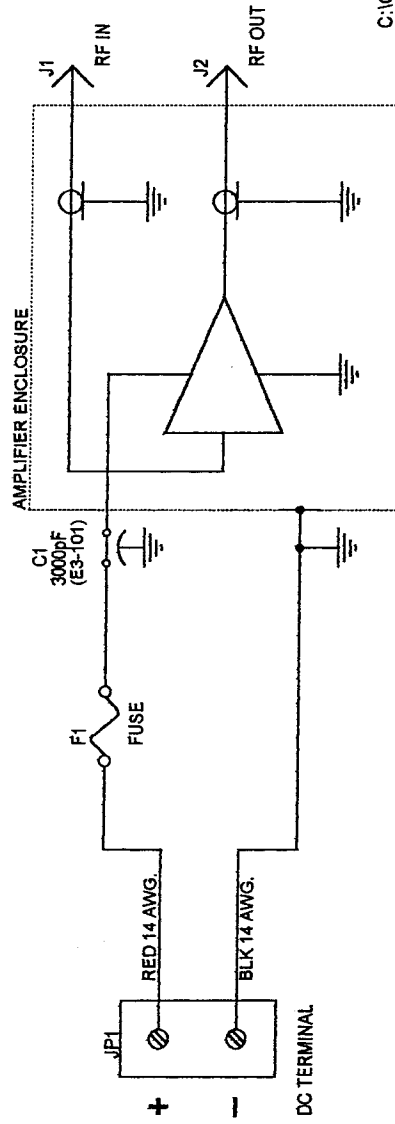 AMPLIFIER ENCLOSURE
J1
RF IN
J2
RF OUT
C1
3000pF
(E3-101)
F1
FUSE
JP1
+
RED 14 AWG.
−
BLK 14 AWG.
DC TERMINAL